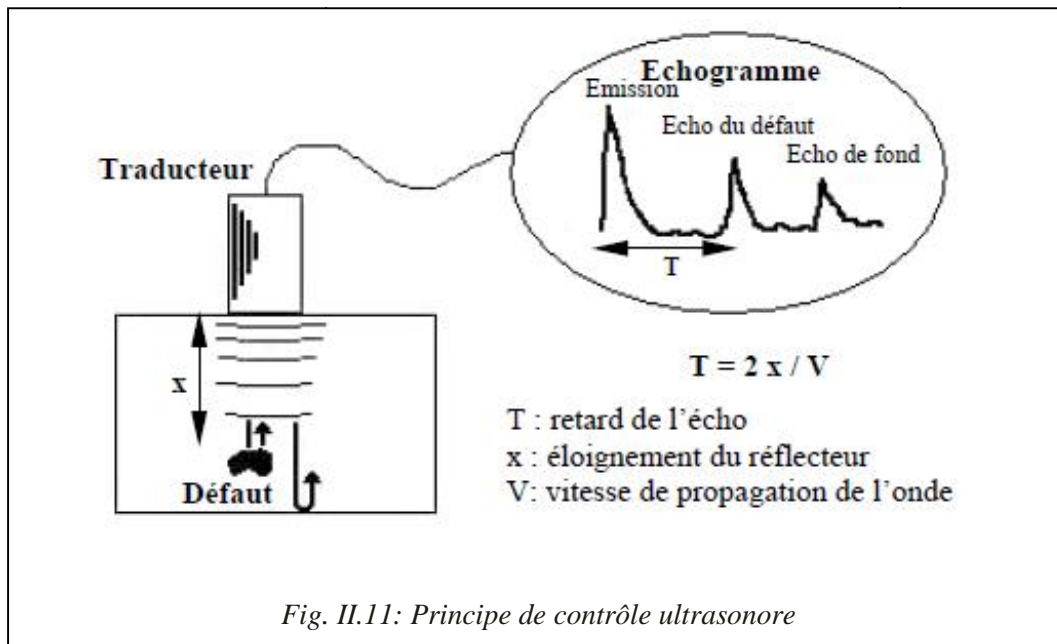 Echogramme
Emission
Echo du défaut
Echo de fond
T
Traducteur
x
Défaut
T = 2 x / V
T : retard de l’écho
x : éloignement du réflecteur
V: vitesse de propagation de l’onde
Fig. II.11: Principe de contrôle ultrasonore